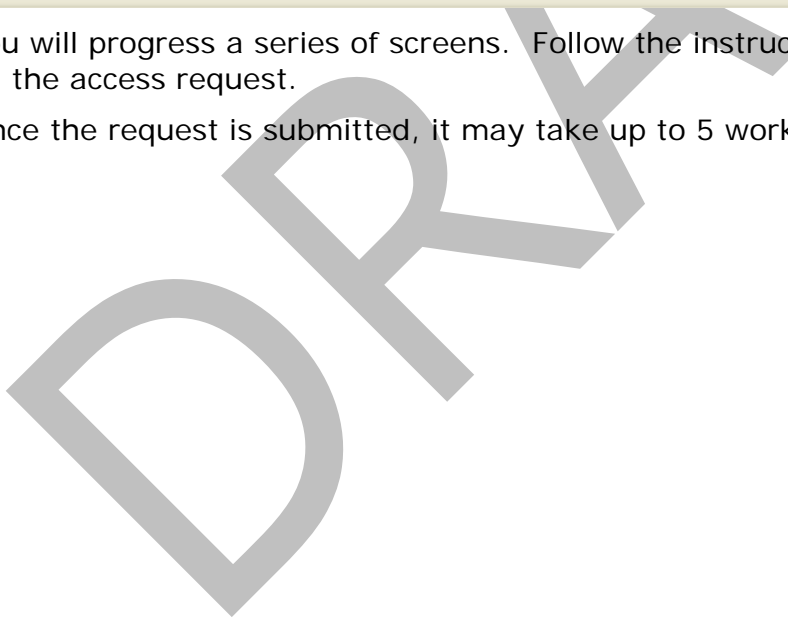 u will progress a series of screens.  Follow the instruc
the access request.
nce the request is submitted, it may take up to 5 work
DRA